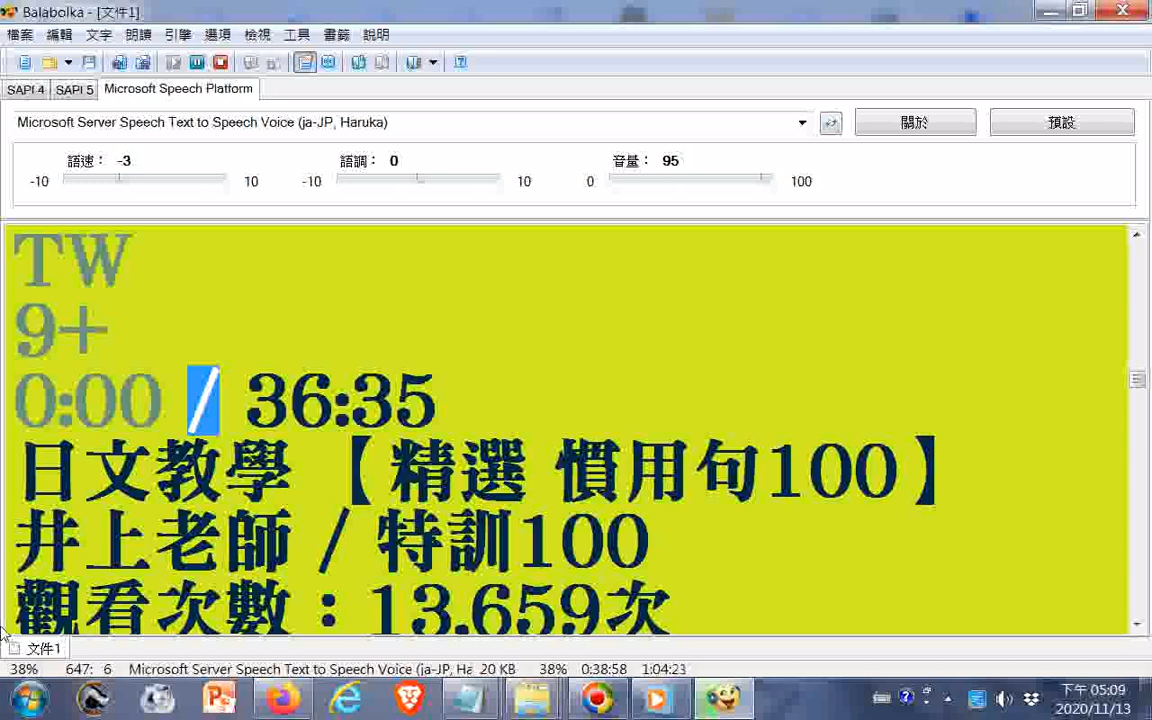 Balabolka - [文件1]
檔案 編輯 文字 朗讀 引擎 選項 檢視 工具 書籤 說明
SAPI 4 SAPI 5 Microsoft Speech Platform
Microsoft Server Speech Text to Speech Voice (ja-JP, Haruka) 關於 預設
語速： -3 語調： 0 音量： 95
-10 10 -10 10 0 100
TW
9+
0:00 / 36:35
日文教學 【精選 慣用句100】
井上老師 / 特訓100
觀看次數：13,659次
文件1
38% 647: 6 Microsoft Server Speech Text to Speech Voice (ja-JP, Ha 20 KB 38% 0:38:58 1:04:23
下午 05:09
2020/11/13